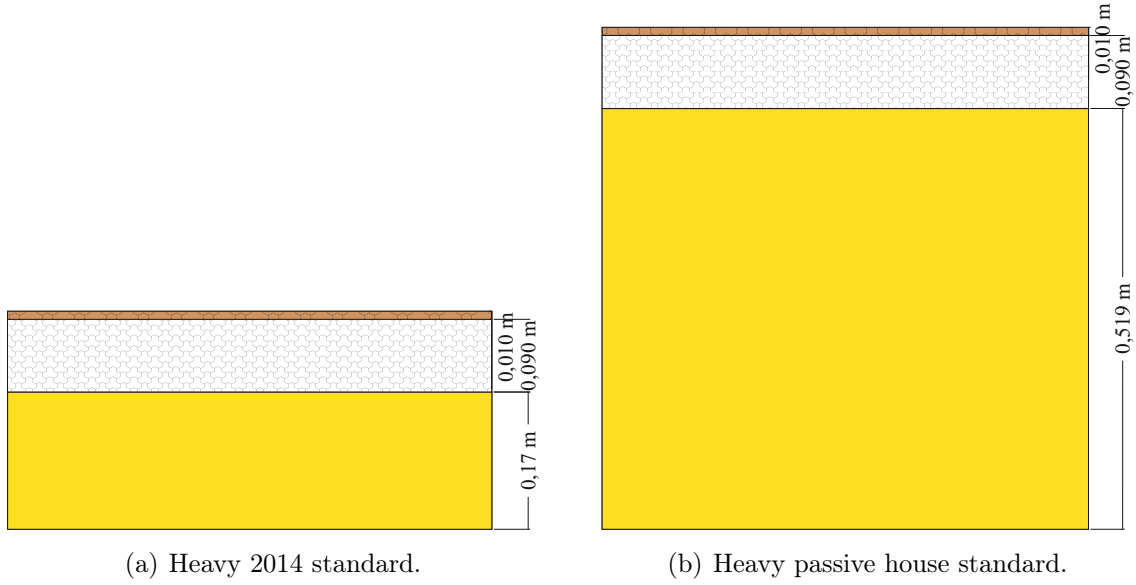 0,010 m
0,090 m
0,17 m
(a) Heavy 2014 standard.
0,010 m
0,090 m
0,519 m
(b) Heavy passive house standard.